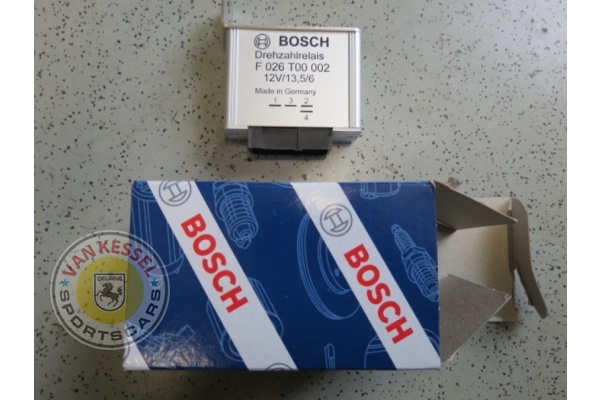 BOSCH
Drehzahlrelais
F 026 T00 002
12V/13,5/6
Made in Germany
1 3 2
4
BOSCH
BOSCH
VAN KESSEL
DEURNE
SPORTSCARS